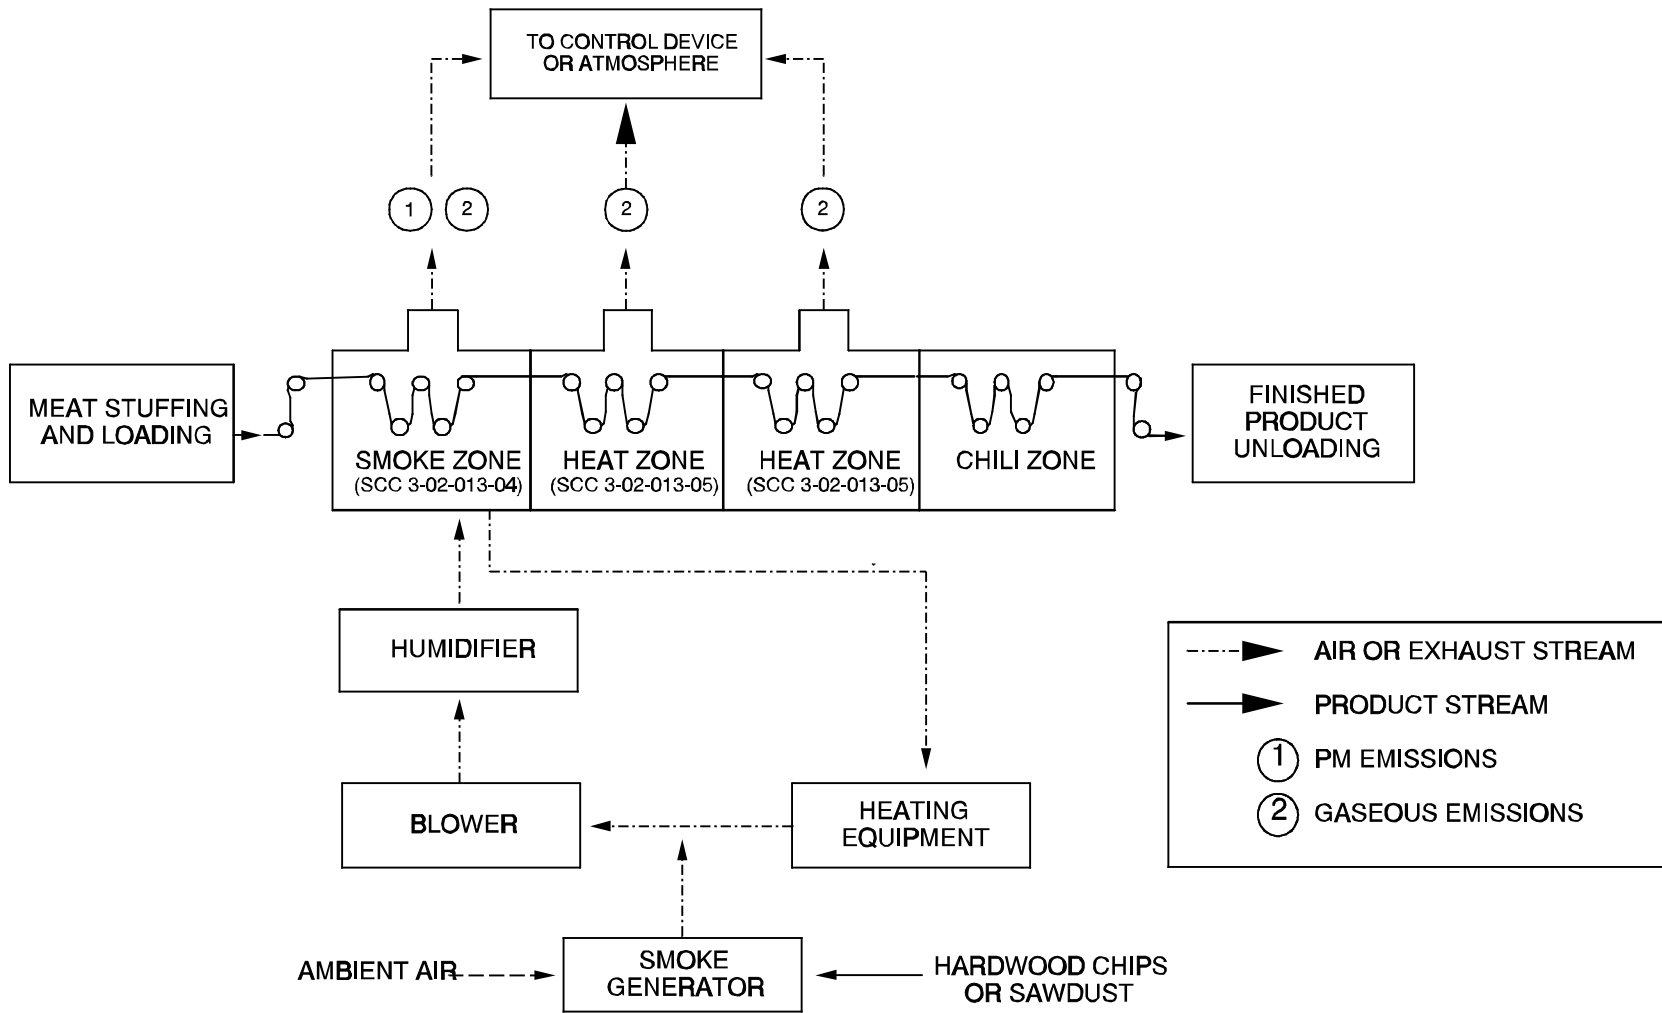 TO CONTROL DEVICE
OR ATMOSPHERE
1
2
2
2
MEAT STUFFING
AND LOADING
SMOKE ZONE
(SCC 3-02-013-04)
HEAT ZONE
(SCC 3-02-013-05)
HEAT ZONE
(SCC 3-02-013-05)
CHILI ZONE
FINISHED
PRODUCT
UNLOADING
HUMIDIFIER
BLOWER
HEATING
EQUIPMENT
AMBIENT AIR
SMOKE
GENERATOR
HARDWOOD CHIPS
OR SAWDUST
AIR OR EXHAUST STREAM
PRODUCT STREAM
1 PM EMISSIONS
2 GASEOUS EMISSIONS